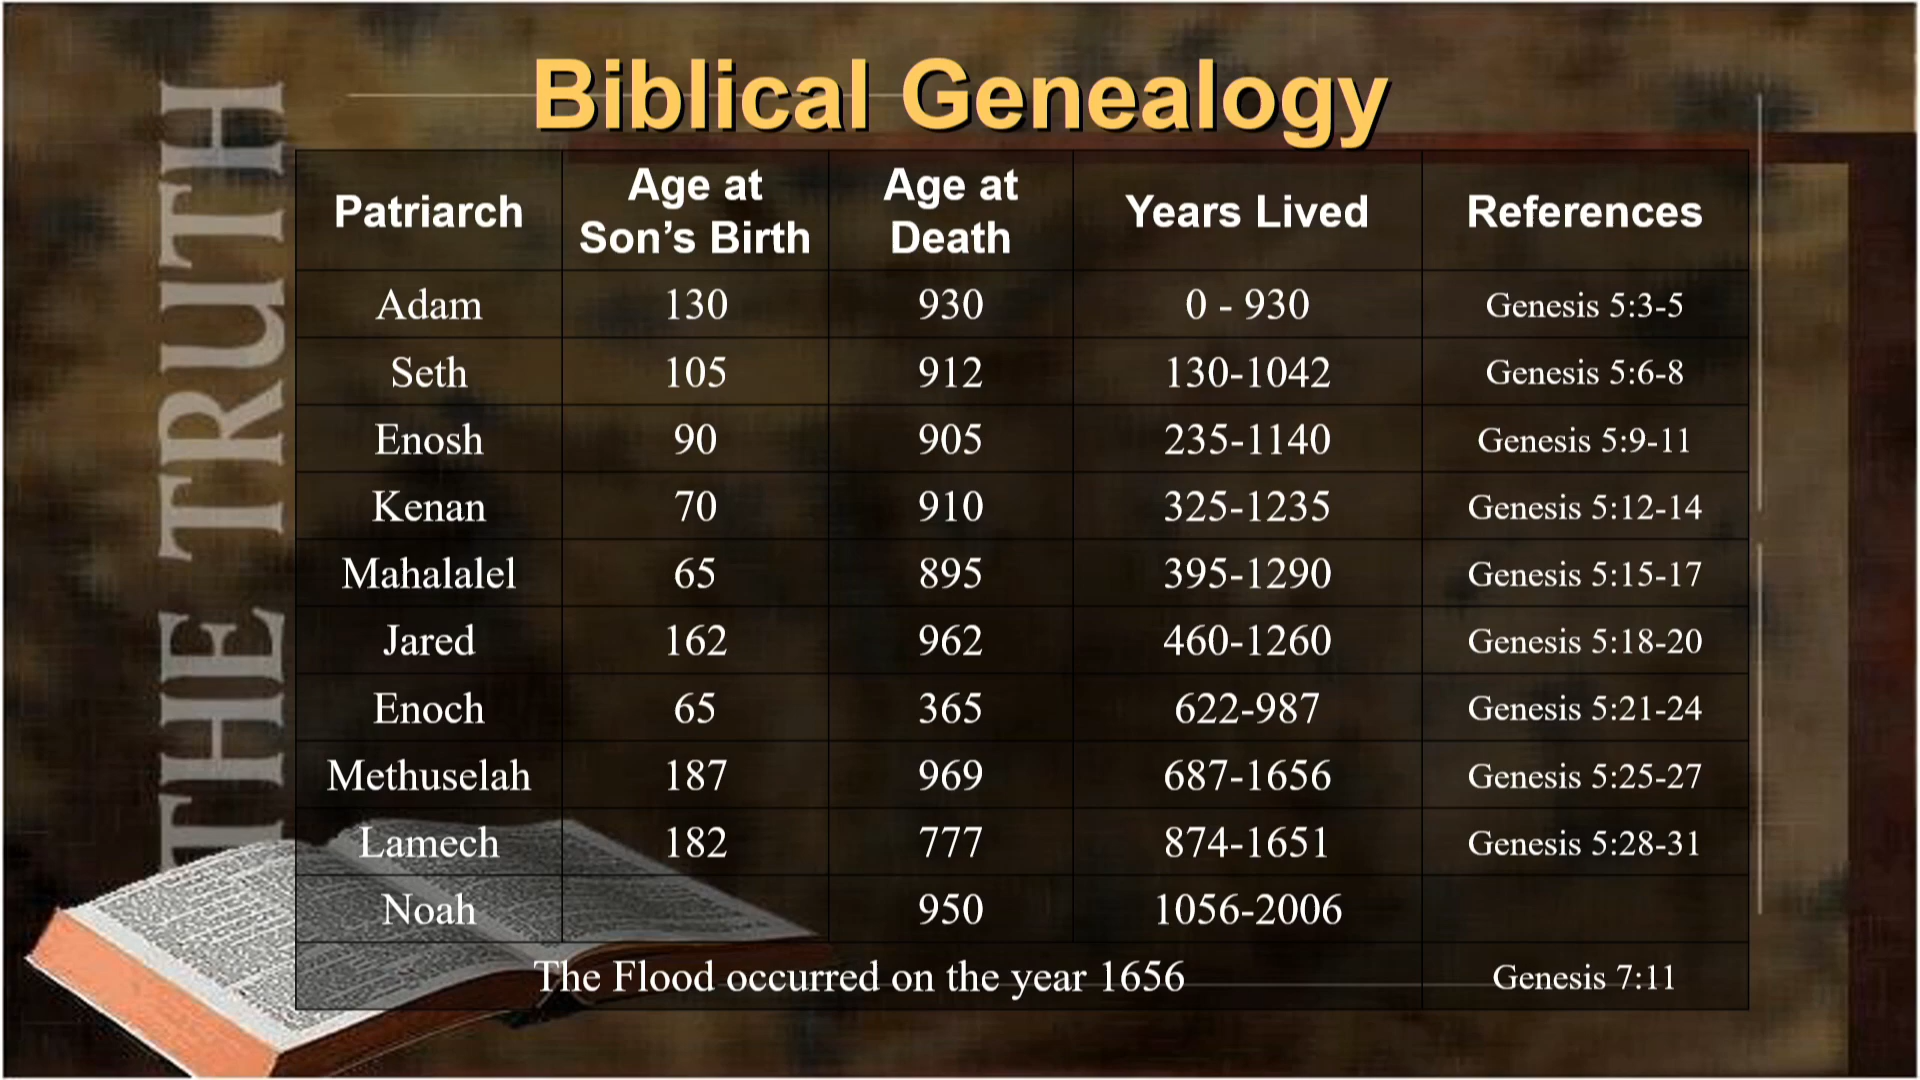 Biblical Genealogy
THE TRUTH
Patriarch Age at Son’s Birth Age at Death Years Lived References
Adam 130 930 0 - 930 Genesis 5:3-5
Seth 105 912 130-1042 Genesis 5:6-8
Enosh 90 905 235-1140 Genesis 5:9-11
Kenan 70 910 325-1235 Genesis 5:12-14
Mahalalel 65 895 395-1290 Genesis 5:15-17
Jared 162 962 460-1260 Genesis 5:18-20
Enoch 65 365 622-987 Genesis 5:21-24
Methuselah 187 969 687-1656 Genesis 5:25-27
Lamech 182 777 874-1651 Genesis 5:28-31
Noah 950 1056-2006
The Flood occurred on the year 1656 Genesis 7:11